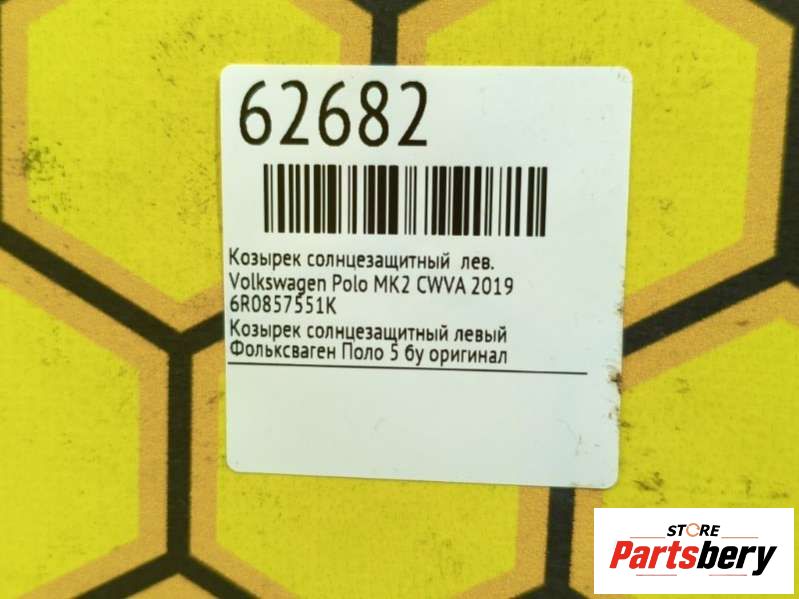 62682
Козырек солнцезащитный лев.
Volkswagen Polo MK2 CWVA 2019
6R0857551K
Козырек солнцезащитный левый
Фольксваген Поло 5 бу оригинал
STORE
Partsbery